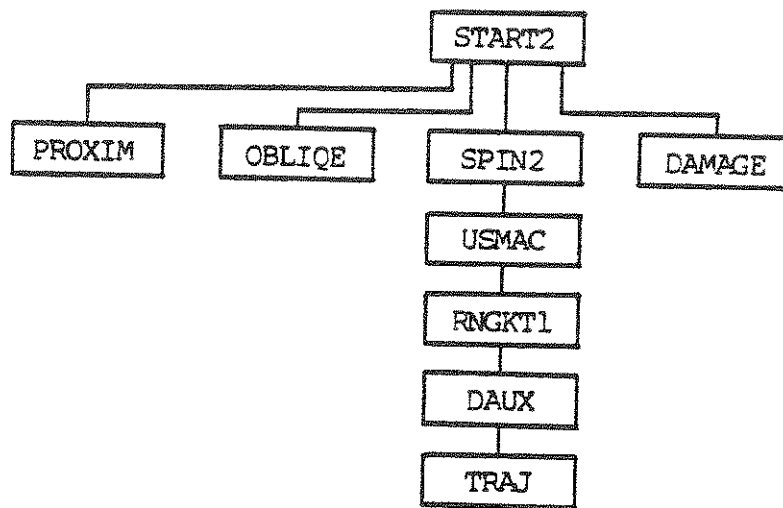 START2
PROXIM
OBLIQE
SPIN2
DAMAGE
USMAC
RNGKT1
DAUX
TRAJ